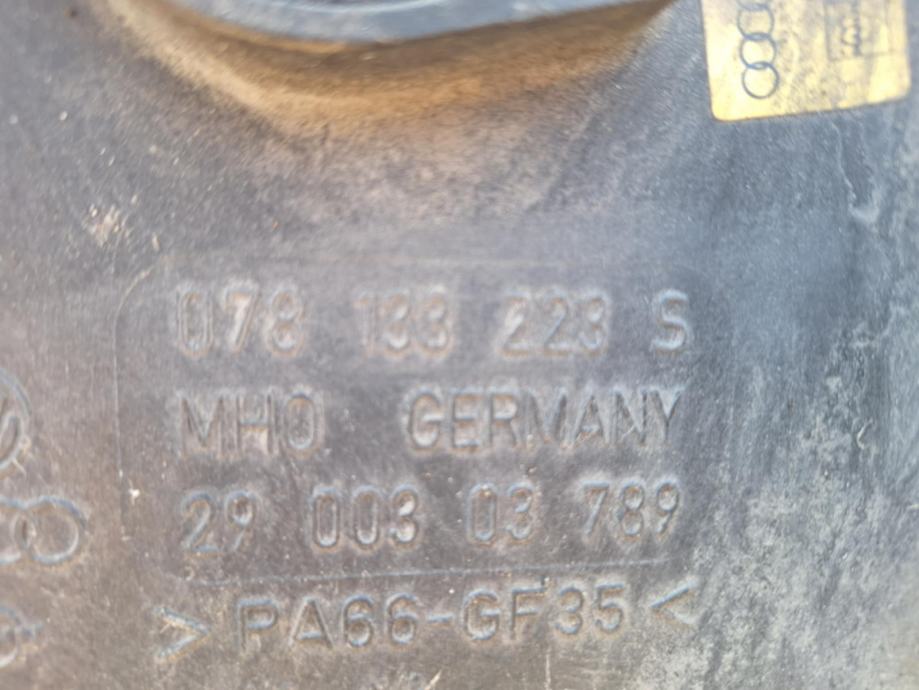 078 133 223 S
MHO GERMANY
29 003 03 789
>PA66-GF35<